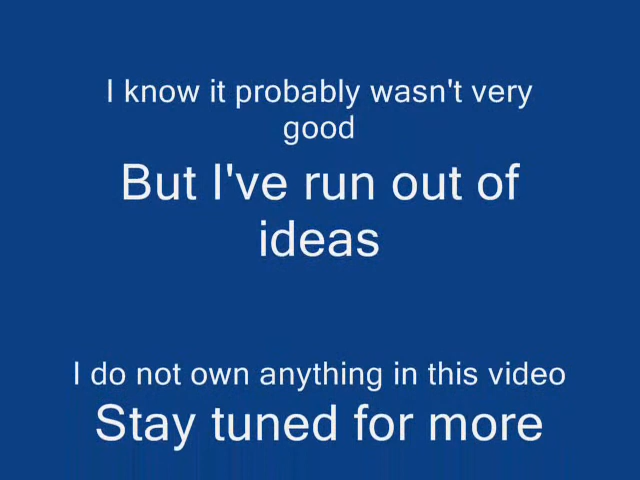 I know it probably wasn't very
good
But I've run out of
ideas
I do not own anything in this video
Stay tuned for more